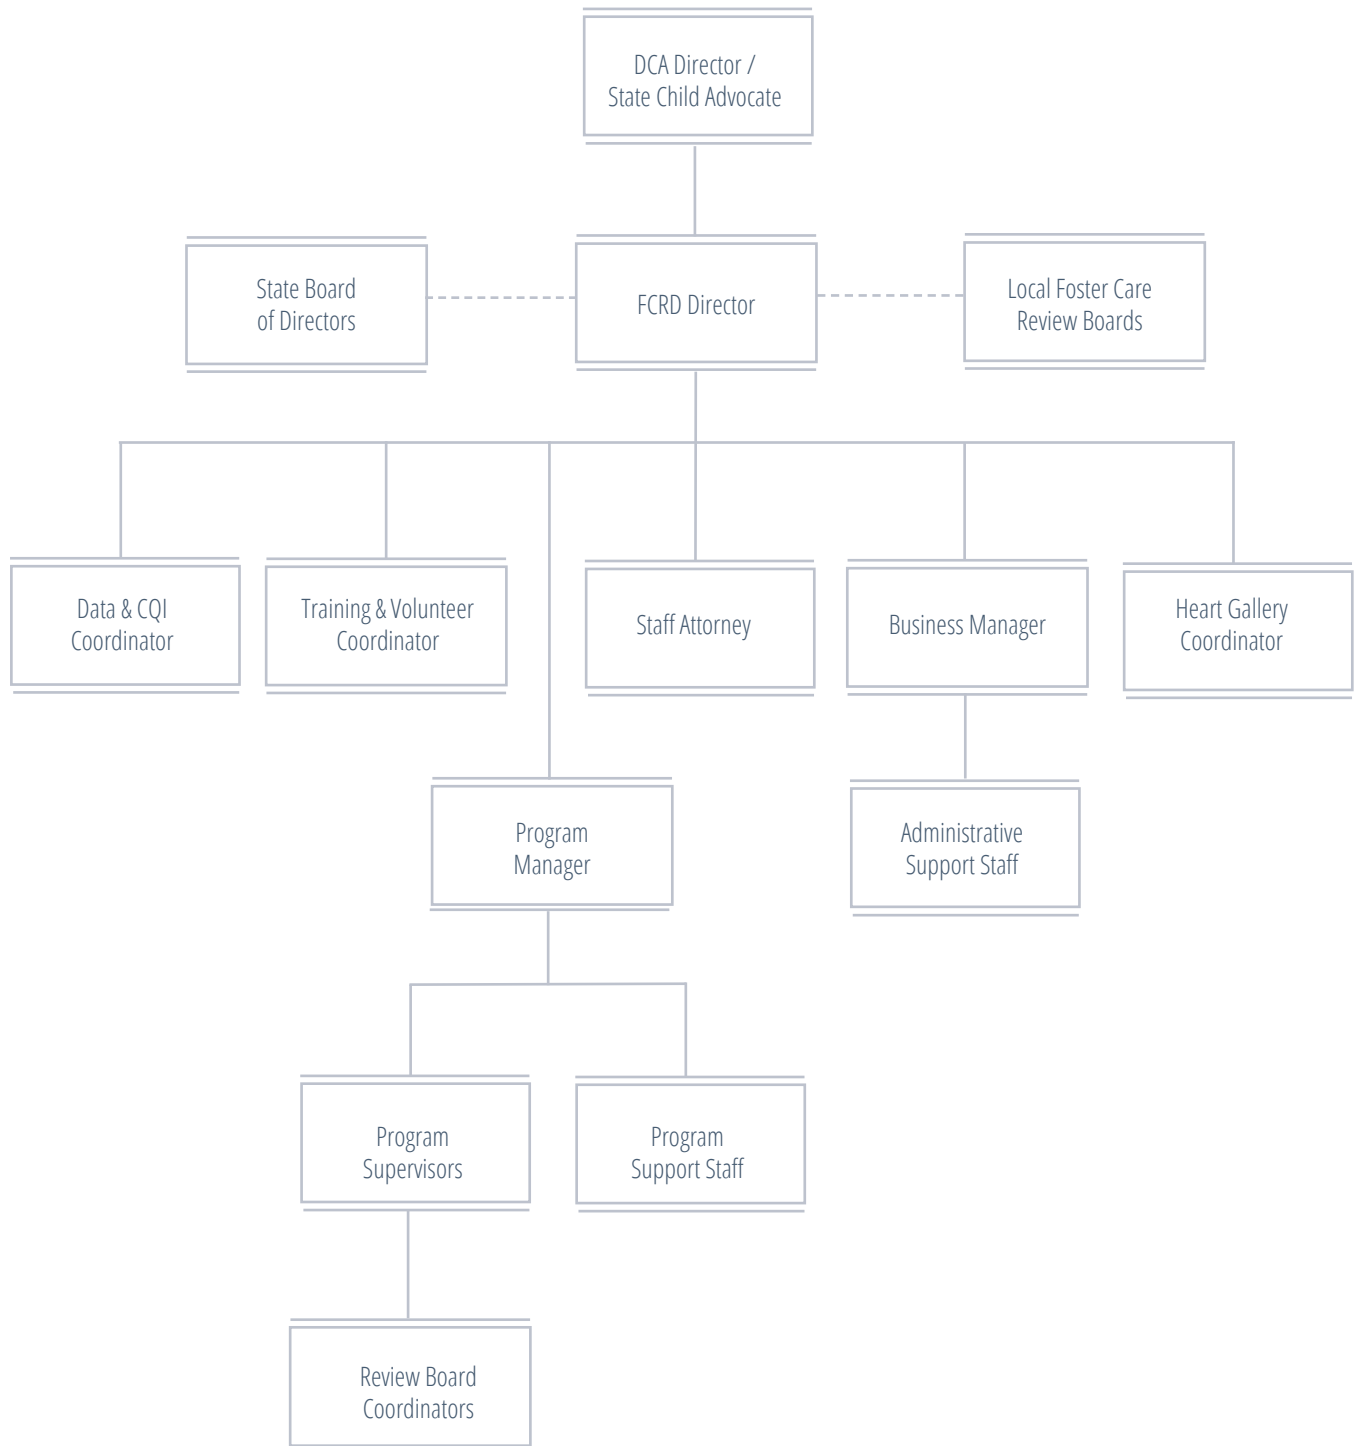 DCA Director /
State Child Advocate
State Board
of Directors
FCRD Director
Local Foster Care
Review Boards
Data & CQI
Coordinator
Training & Volunteer
Coordinator
Staff Attorney
Business Manager
Heart Gallery
Coordinator
Program
Manager
Administrative
Support Staff
Program
Supervisors
Program
Support Staff
Review Board
Coordinators